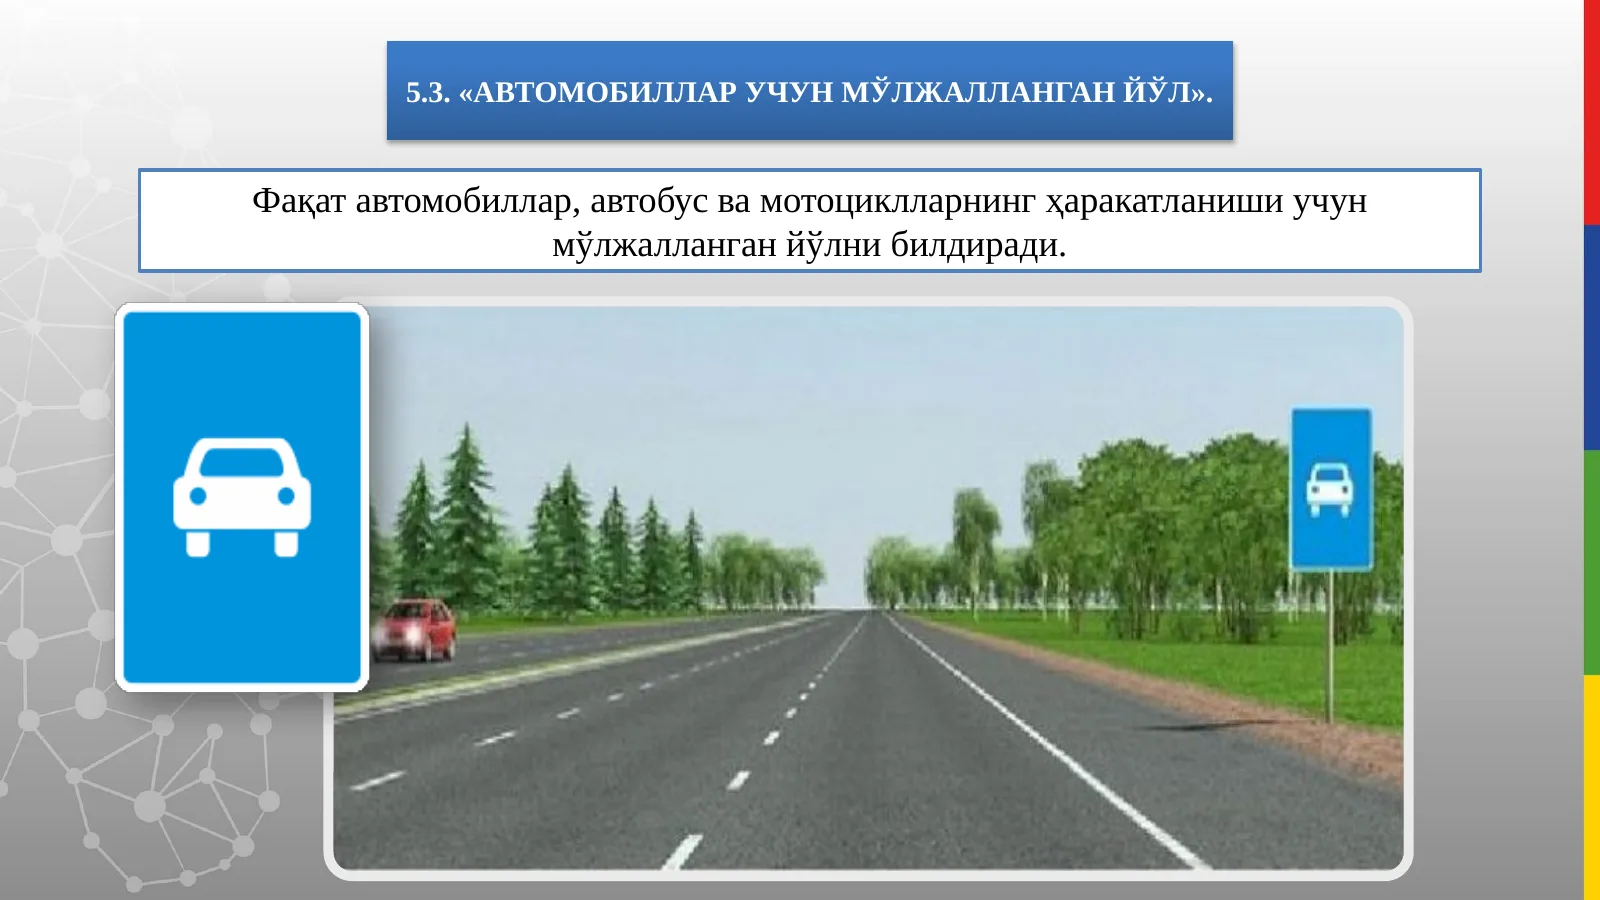 5.3. «АВТОМОБИЛЛАР УЧУН МЎЛЖАЛЛАНГАН ЙЎЛ».
Фақат автомобиллар, автобус ва мотоциклларнинг ҳаракатланиши учун
мўлжалланган йўлни билдиради.